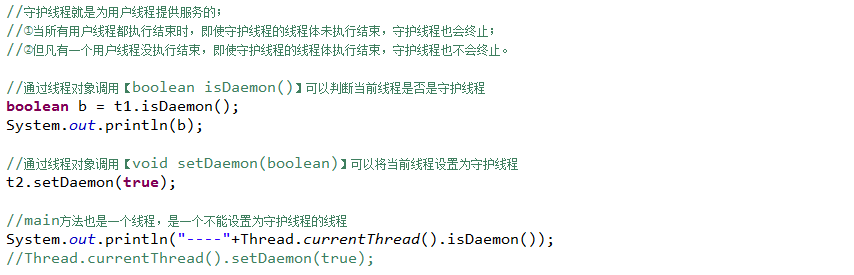 //守护线程就是为用户线程提供服务的；
//①当所有用户线程都执行结束时，即使守护线程的线程体未执行结束，守护线程也会终止；
//②但凡有一个用户线程没执行结束，即使守护线程的线程体执行结束，守护线程也不会终止。
//通过线程对象调用【boolean isDaemon()】可以判断当前线程是否是守护线程
boolean b = t1.isDaemon();
System.out.println(b);
//通过线程对象调用【void setDaemon(boolean)】可以将当前线程设置为守护线程
t2.setDaemon(true);
//main方法也是一个线程，是一个不能设置为守护线程的线程
System.out.println("----"+Thread.currentThread().isDaemon());
//Thread.currentThread().setDaemon(true);